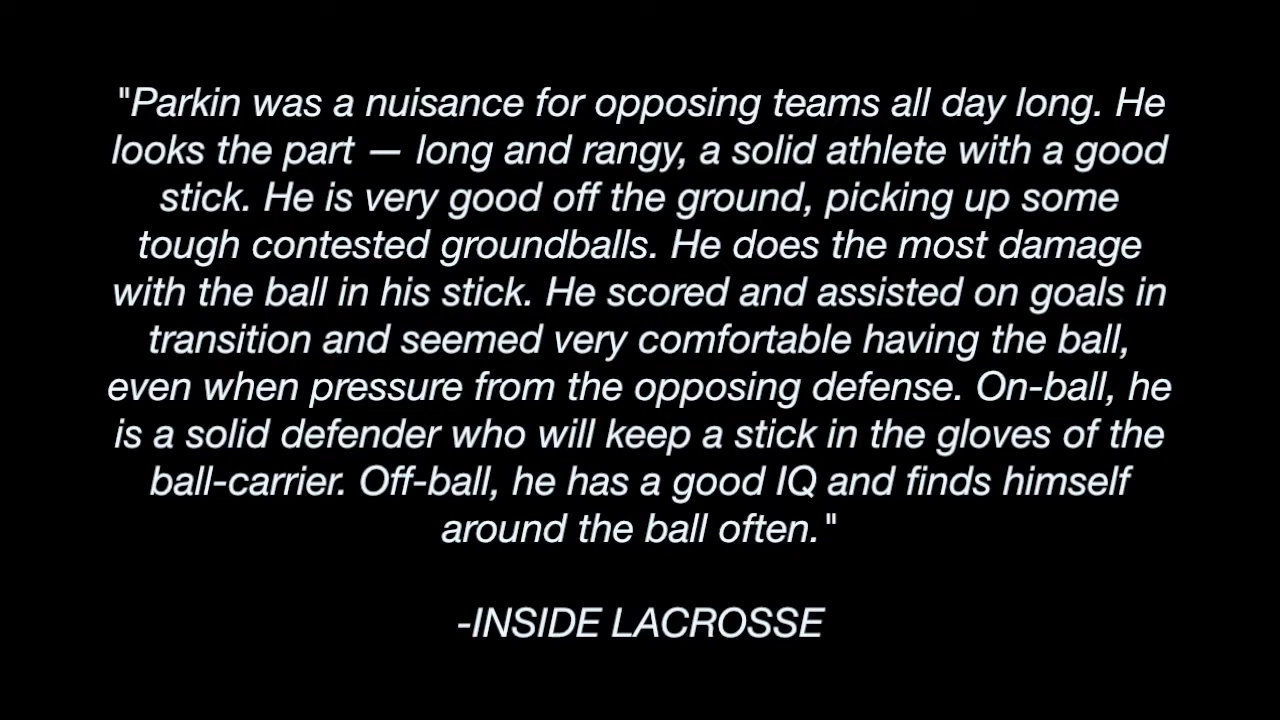 "Parkin was a nuisance for opposing teams all day long. He
looks the part — long and rangy, a solid athlete with a good
stick. He is very good off the ground, picking up some
tough contested groundballs. He does the most damage
with the ball in his stick. He scored and assisted on goals in
transition and seemed very comfortable having the ball,
even when pressure from the opposing defense. On-ball, he
is a solid defender who will keep a stick in the gloves of the
ball-carrier. Off-ball, he has a good IQ and finds himself
around the ball often."
-INSIDE LACROSSE